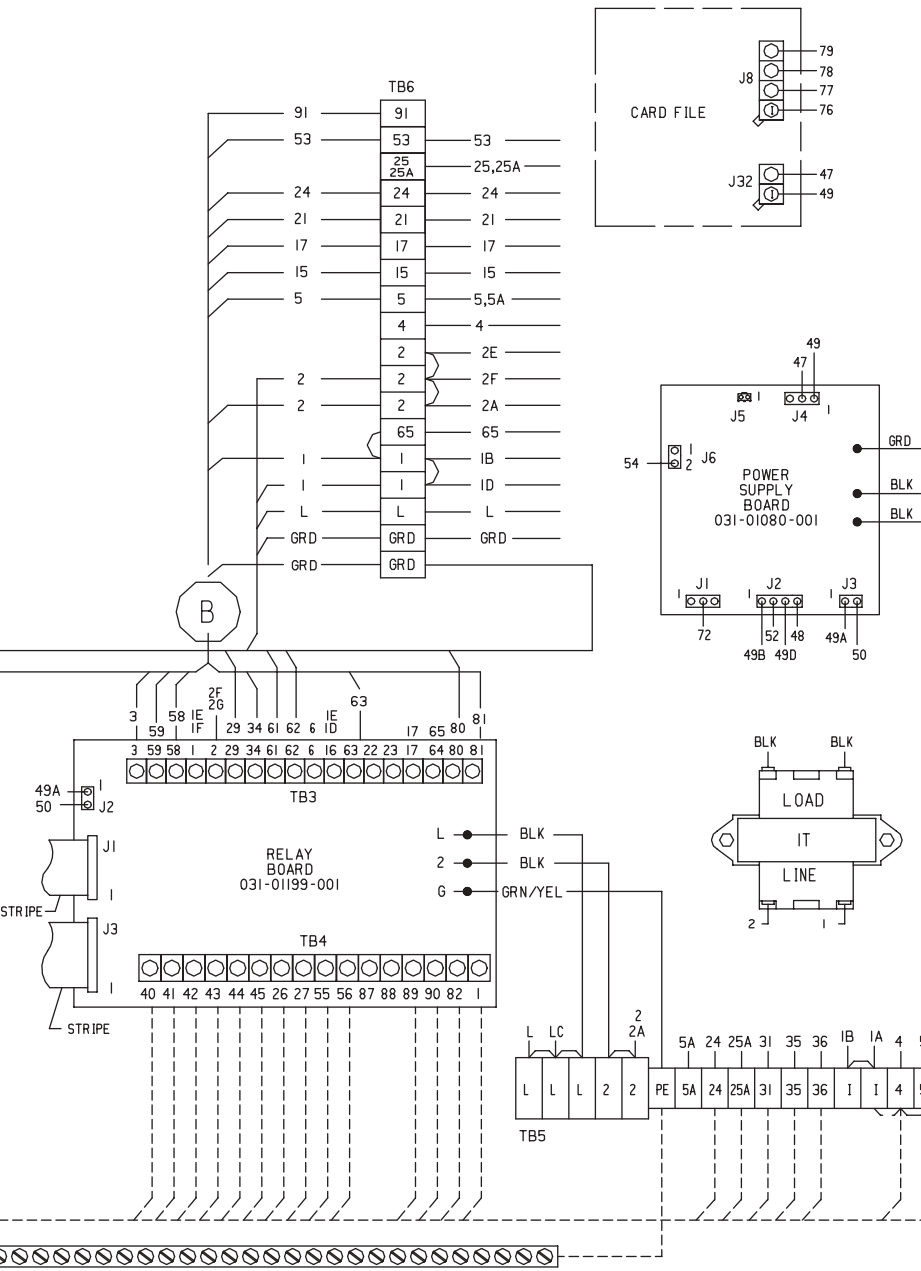 TB6
91 91
53 53 53
25
25A 25,25A
24 24 24
21 21 21
17 17 17
15 15 15
5 5 5,5A
4 4
2 2E
2 2 2F
2 2 2A
65 65
1 1 1B
1 1 1D
L L L
GRD GRD GRD
GRD GRD
B
CARD FILE
J8
79
78
77
76
1
J32
47
49
1
49
47
J5 1
J4 1
54
1
2 J6
POWER
SUPPLY
BOARD
031-01080-001
GRD
BLK
BLK
J1 J2 J3
1 1 1
72
49B 52 49D 48
49A 50
3 59 58 1E
1F 2F
2G 29 34 61 62 6 1E
1D 63 17 65 80 81
3 59 58 1 2 29 34 61 62 6 16 63 22 23 17 64 80 81
TB3
49A 1
50 J2
J1
1
STRIPE
J3
1
STRIPE
RELAY
BOARD
031-01199-001
L BLK
2 BLK
G GRN/YEL
TB4
40 41 42 43 44 45 26 27 55 56 87 88 89 90 82 1
BLK BLK
LOAD
1T
LINE
2 1
L LC 2
2A 5A 24 25A 31 35 36 1B 1A 4
L L L 2 2 PE 5A 24 25A 31 35 36 1 1 4
TB5